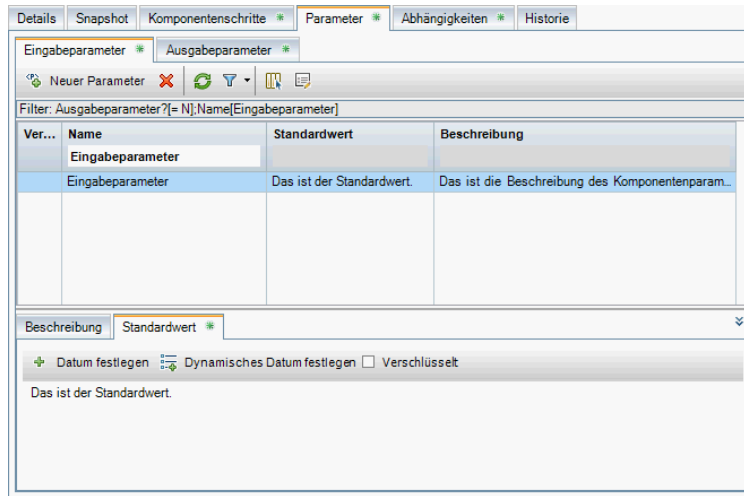 Details Snapshot Komponentenschritte * Parameter * Abhängigkeiten * Historie
Eingabeparameter * Ausgabeparameter *
Neuer Parameter
Filter: Ausgabeparameter?[= N];Name[Eingabeparameter]
Ver... Name Standardwert Beschreibung
Eingabeparameter
Eingabeparameter Das ist der Standardwert. Das ist die Beschreibung des Komponentenparam...
Beschreibung Standardwert *
Datum festlegen Dynamisches Datum festlegen Verschlüsselt
Das ist der Standardwert.